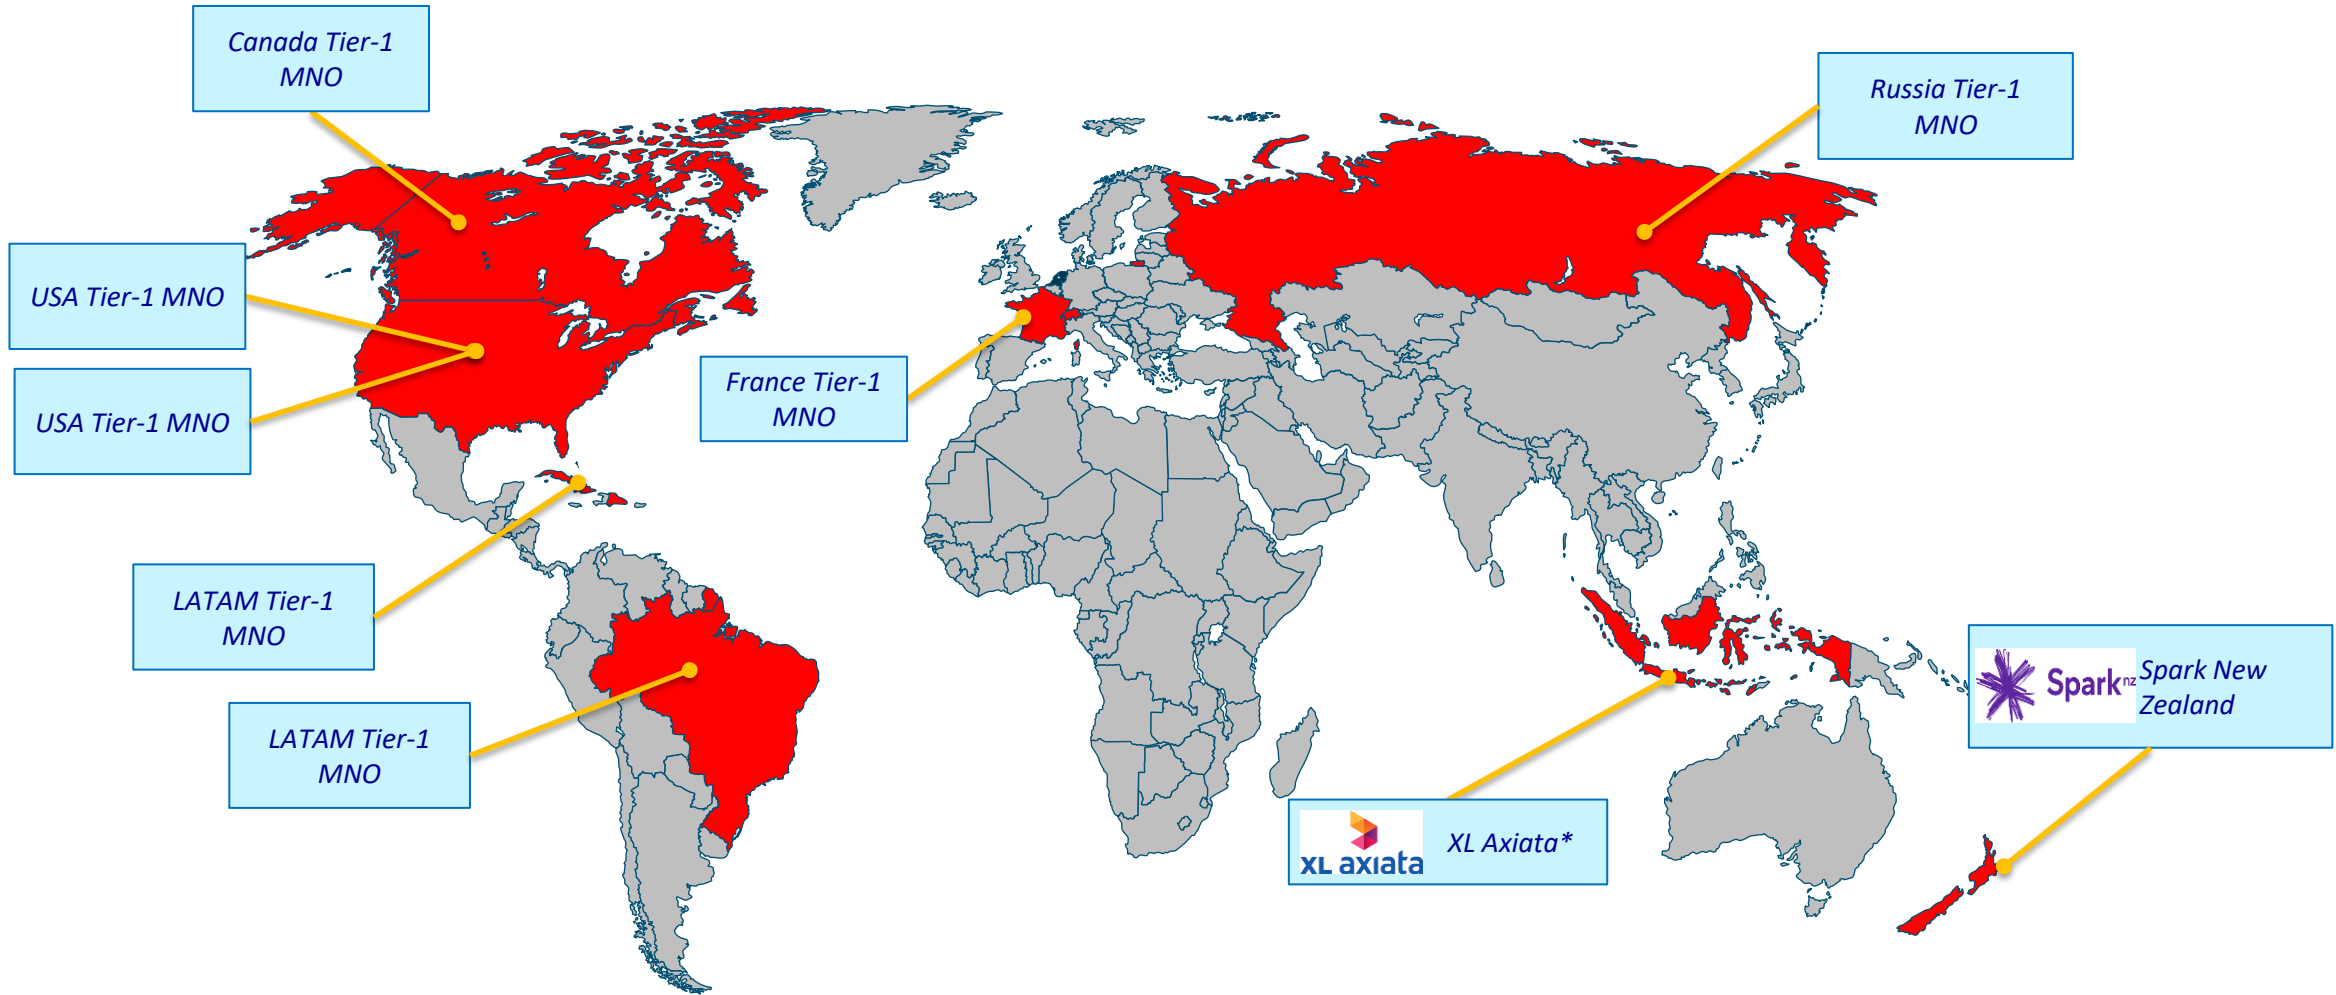 Canada Tier-1
MNO
Russia Tier-1
MNO
USA Tier-1 MNO
USA Tier-1 MNO
France Tier-1
MNO
LATAM Tier-1
MNO
LATAM Tier-1
MNO
Spark nz
Spark New
Zealand
XL axiata
XL Axiata*